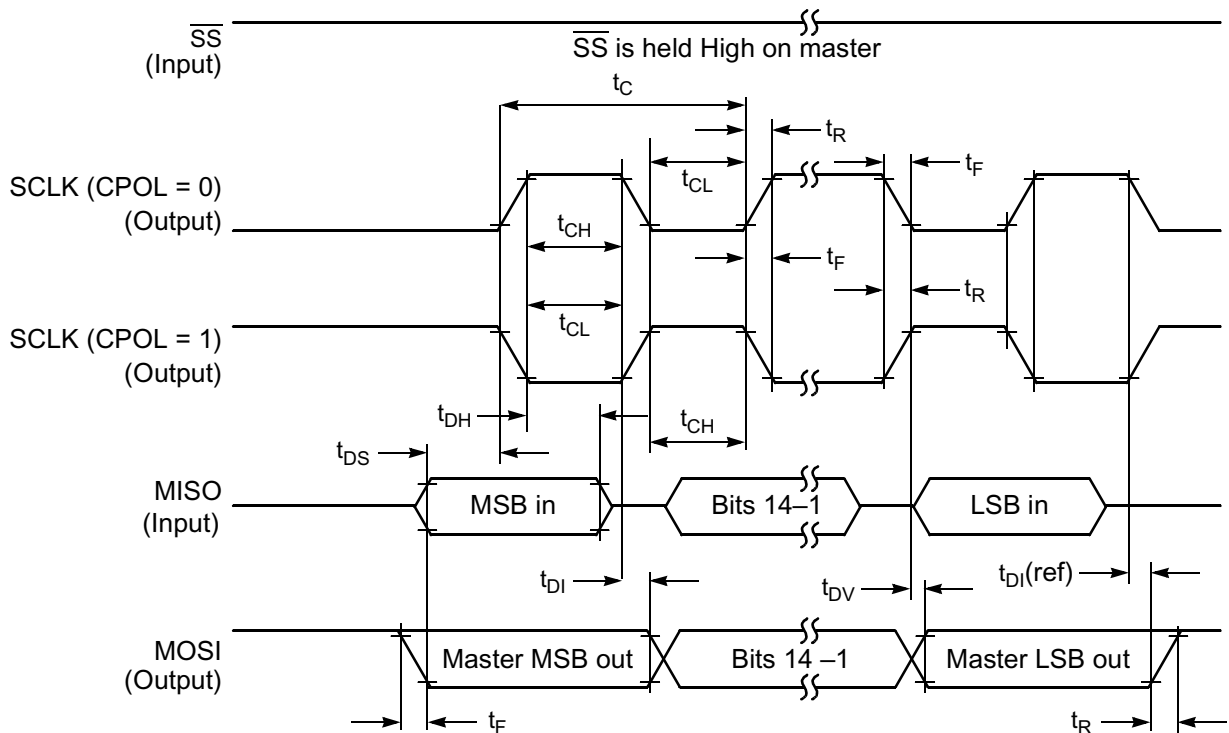 SS
(Input)
SS is held High on master
tC
tR
tF
SCLK (CPOL = 0)
(Output)
tCL
tCH
tF
tR
tCL
SCLK (CPOL = 1)
(Output)
tDH
tCH
tDS
MISO
(Input)
MSB in
Bits 14–1
LSB in
tDI
tDV
tDI(ref)
MOSI
(Output)
Master MSB out
Bits 14 –1
Master LSB out
tF
tR